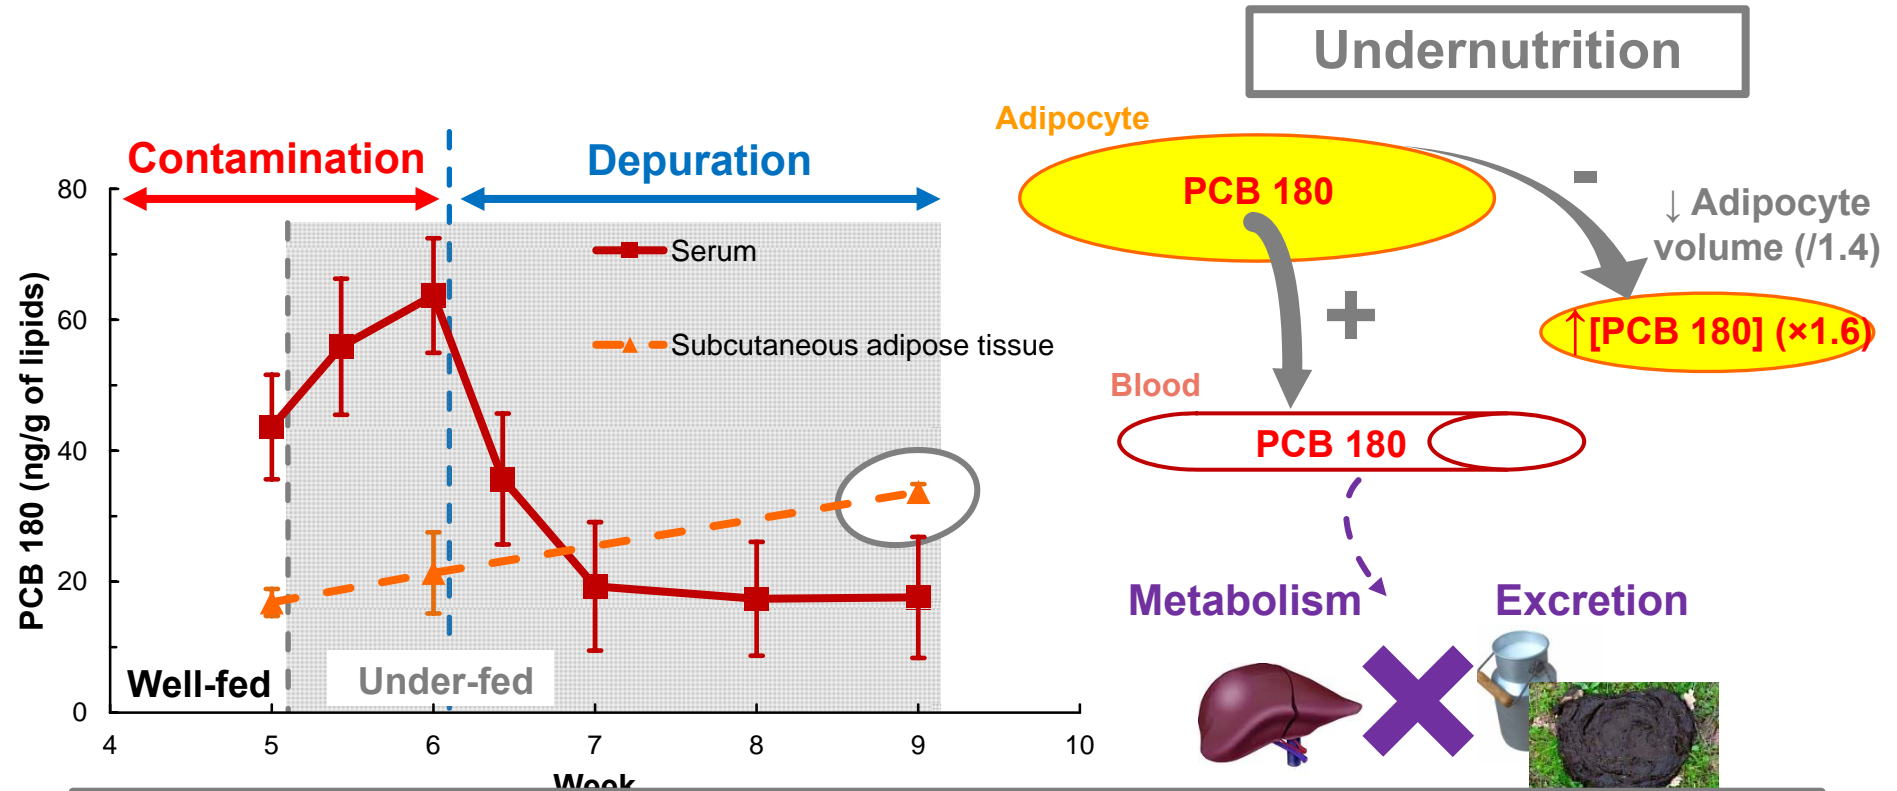 Undernutrition
Adipocyte
Contamination
Depuration
PCB 180
-
↓ Adipocyte
volume (/1.4)
80
60
40
20
0
PCB 180 (ng/g of lipids)
Serum
Subcutaneous adipose tissue
+
↑[PCB 180] (×1.6)
Blood
PCB 180
Metabolism
Excretion
Well-fed
Under-fed
4 5 6 7 8 9 10
Week